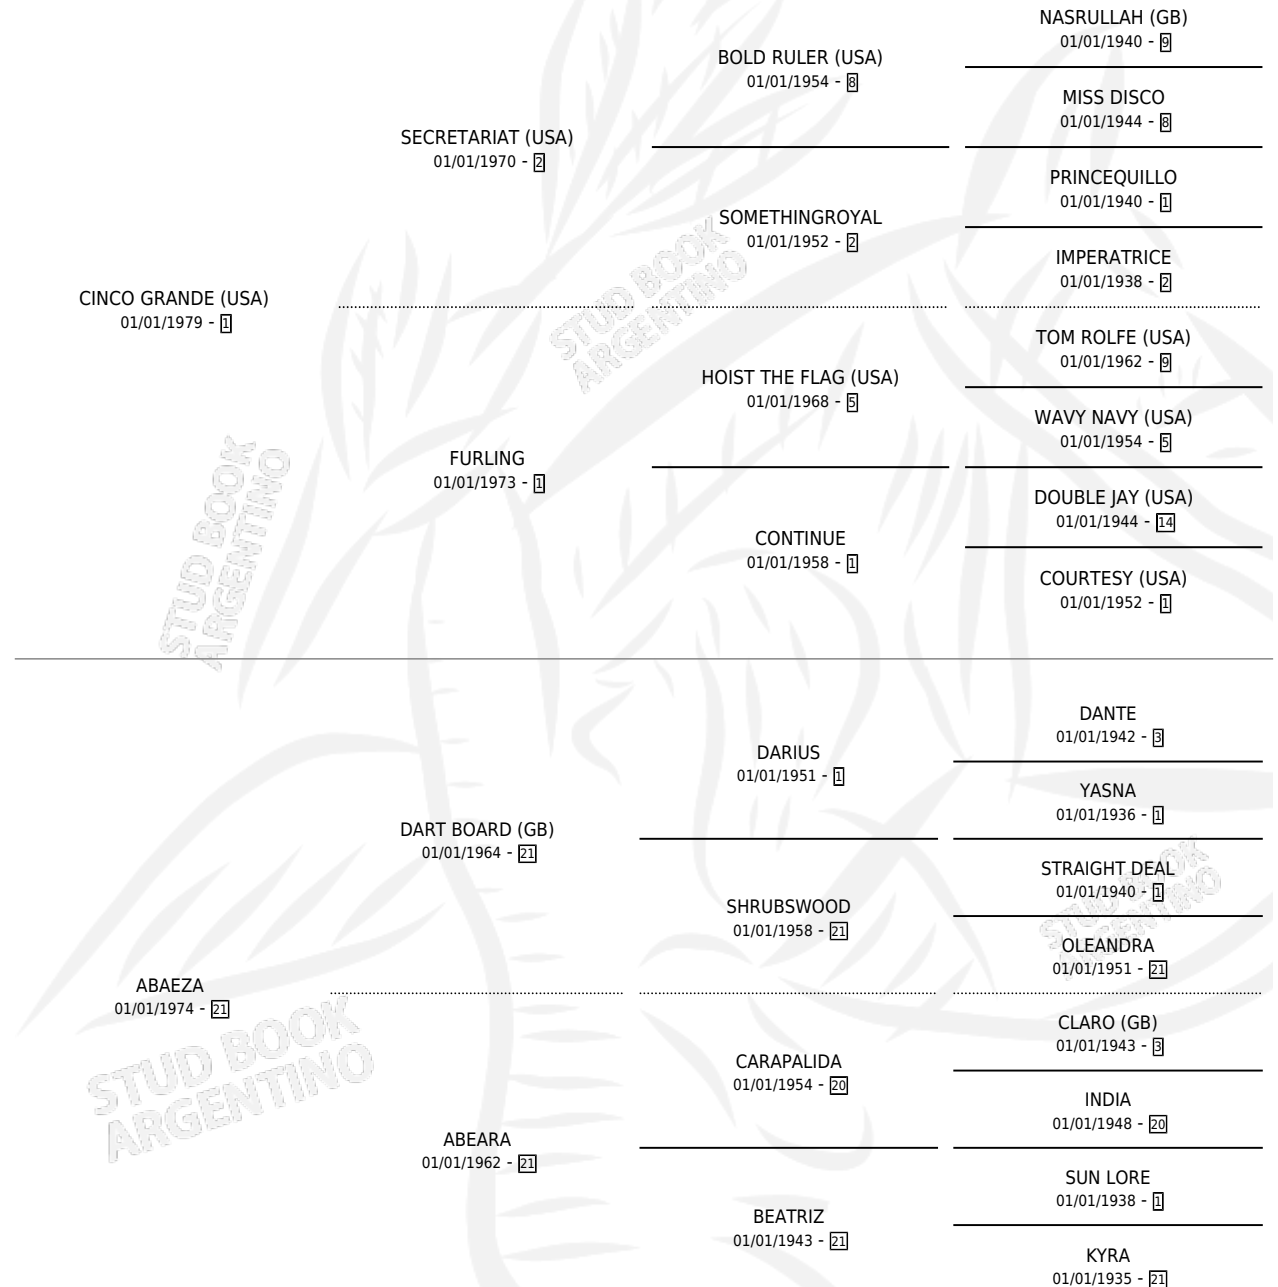 NASRULLAH (GB)
01/01/1940 - 9
BOLD RULER (USA)
01/01/1954 - 8
MISS DISCO
01/01/1944 - 8
SECRETARIAT (USA)
01/01/1970 - 2
PRINCEQUILLO
01/01/1940 - 1
SOMETHINGROYAL
01/01/1952 - 2
IMPERATRICE
01/01/1938 - 2
CINCO GRANDE (USA)
01/01/1979 - 1
TOM ROLFE (USA)
01/01/1962 - 9
HOIST THE FLAG (USA)
01/01/1968 - 5
WAVY NAVY (USA)
01/01/1954 - 5
FURLING
01/01/1973 - 1
DOUBLE JAY (USA)
01/01/1944 - 14
CONTINUE
01/01/1958 - 1
COURTESY (USA)
01/01/1952 - 1
DANTE
01/01/1942 - 3
DARIUS
01/01/1951 - 1
YASNA
01/01/1936 - 1
DART BOARD (GB)
01/01/1964 - 21
STRAIGHT DEAL
01/01/1940 - 1
SHRUBSWOOD
01/01/1958 - 21
OLEANDRA
01/01/1951 - 21
ABAEZA
01/01/1974 - 21
CLARO (GB)
01/01/1943 - 3
CARAPALIDA
01/01/1954 - 20
INDIA
01/01/1948 - 20
ABEARA
01/01/1962 - 21
SUN LORE
01/01/1938 - 1
BEATRIZ
01/01/1943 - 21
KYRA
01/01/1935 - 21
STUD BOOK
ARGENTINO
STUD BOOK
ARGENTINO
STUD BOOK
ARGENTINO
STUD BOOK
ARGENTINO